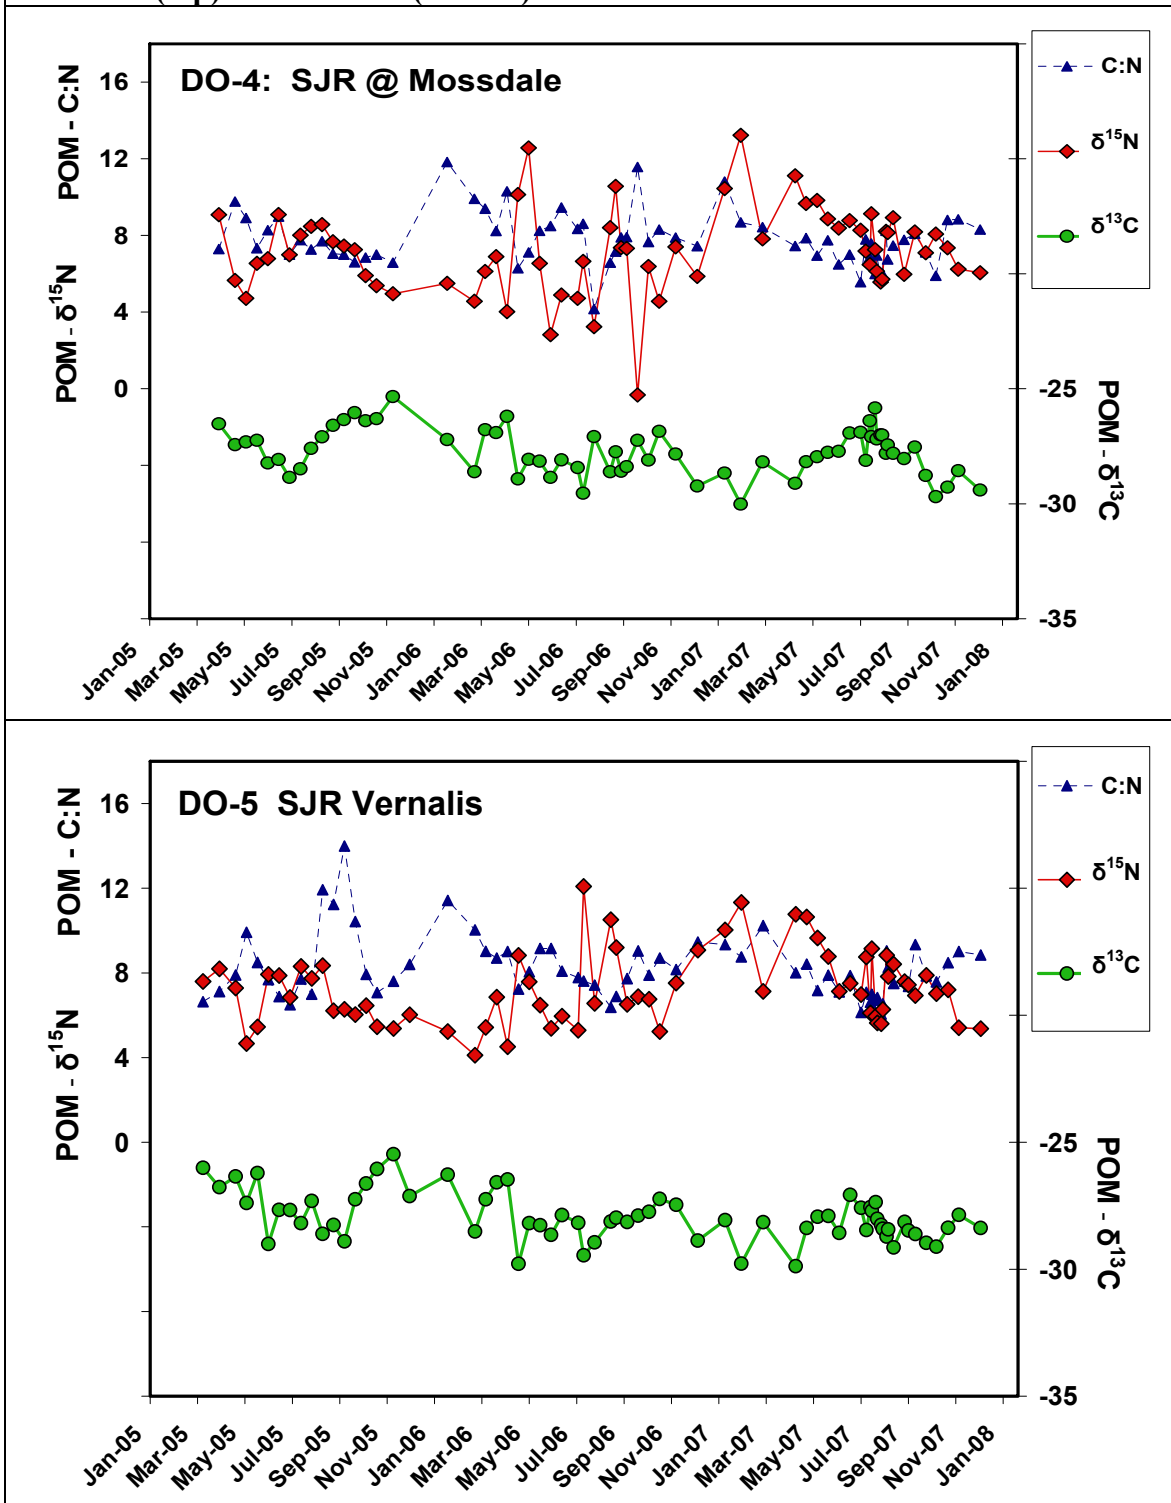 DO-4: SJR @ Mossdale
POM - C:N
POM - δ15N
16
12
8
4
0
-25
-30
-35
POM - δ13C
C:N
δ15N
δ13C
Jan-05
Mar-05
May-05
Jul-05
Sep-05
Nov-05
Jan-06
Mar-06
May-06
Jul-06
Sep-06
Nov-06
Jan-07
Mar-07
May-07
Jul-07
Sep-07
Nov-07
Jan-08
DO-5 SJR Vernalis
POM - C:N
POM - δ15N
16
12
8
4
0
-25
-30
-35
POM - δ13C
C:N
δ15N
δ13C
Jan-05
Mar-05
May-05
Jul-05
Sep-05
Nov-05
Jan-06
Mar-06
May-06
Jul-06
Sep-06
Nov-06
Jan-07
Mar-07
May-07
Jul-07
Sep-07
Nov-07
Jan-08